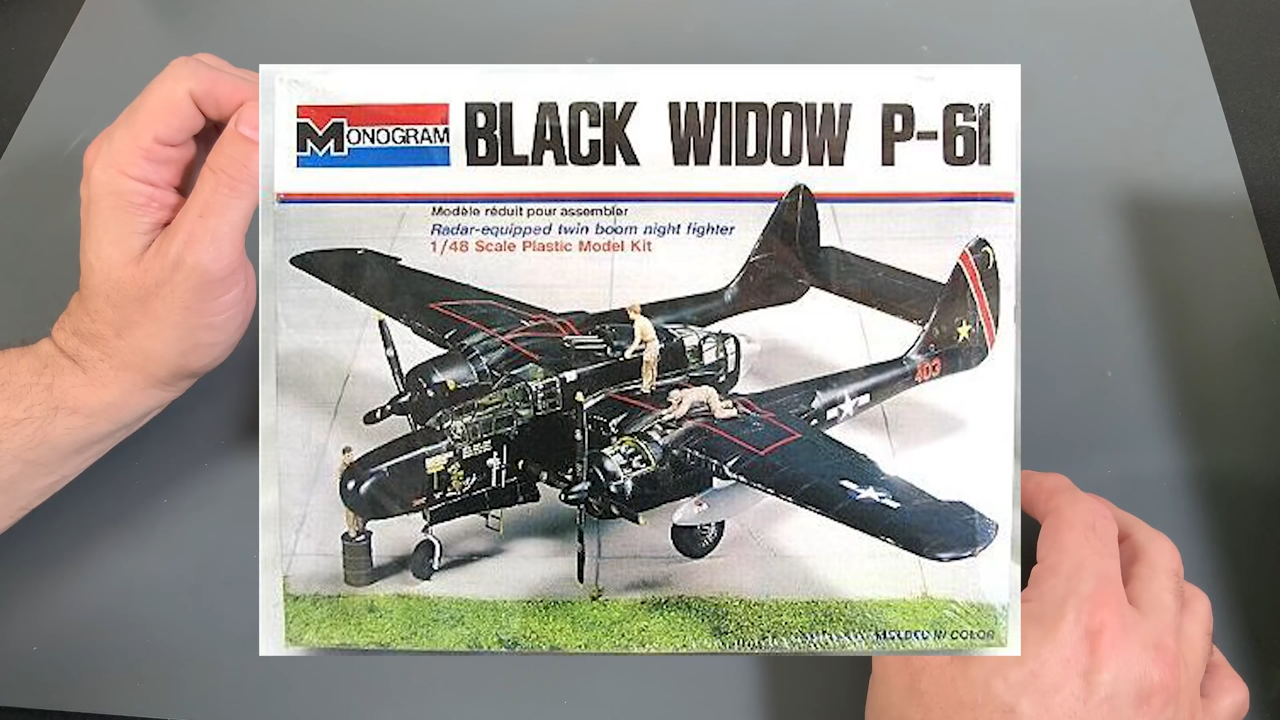 MONOGRAM
BLACK WIDOW P-61
Modèle réduit pour assembler
Radar-equipped twin boom night fighter
1/48 Scale Plastic Model Kit
403
MOLDED IN COLOR